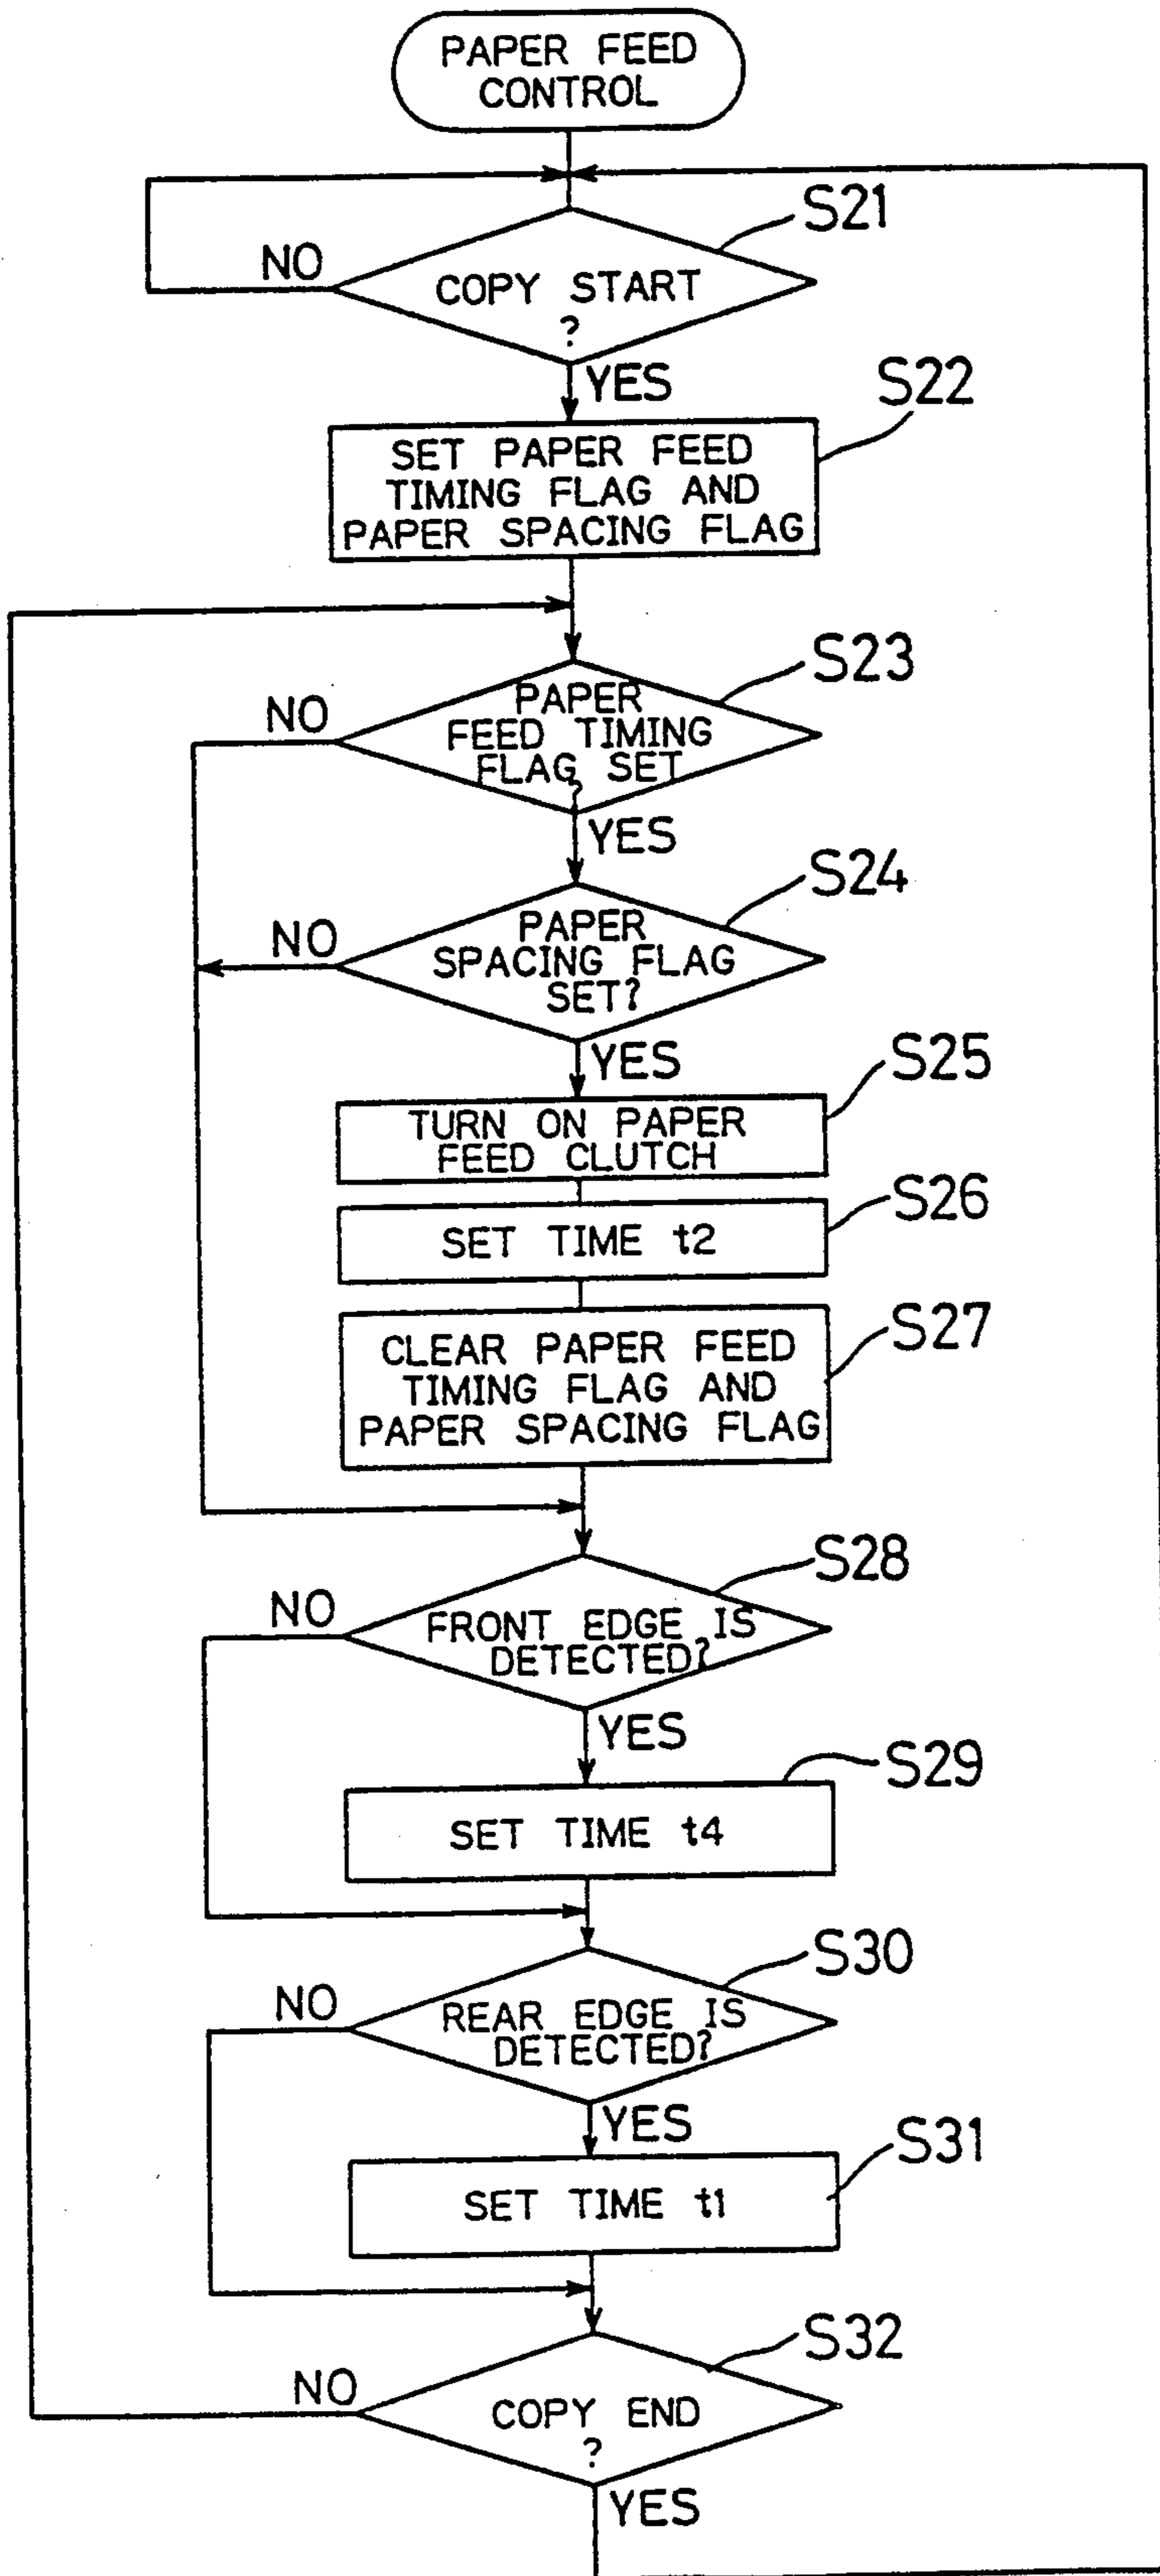 PAPER FEED
CONTROL
S21
NO
COPY START
?
YES
S22
SET PAPER FEED
TIMING FLAG AND
PAPER SPACING FLAG
S23
NO
PAPER
FEED TIMING
FLAG SET
?
YES
S24
NO
PAPER
SPACING FLAG
SET?
YES
S25
TURN ON PAPER
FEED CLUTCH
S26
SET TIME t2
S27
CLEAR PAPER FEED
TIMING FLAG AND
PAPER SPACING FLAG
S28
NO
FRONT EDGE IS
DETECTED?
YES
S29
SET TIME t4
S30
NO
REAR EDGE IS
DETECTED?
YES
S31
SET TIME t1
S32
NO
COPY END
?
YES